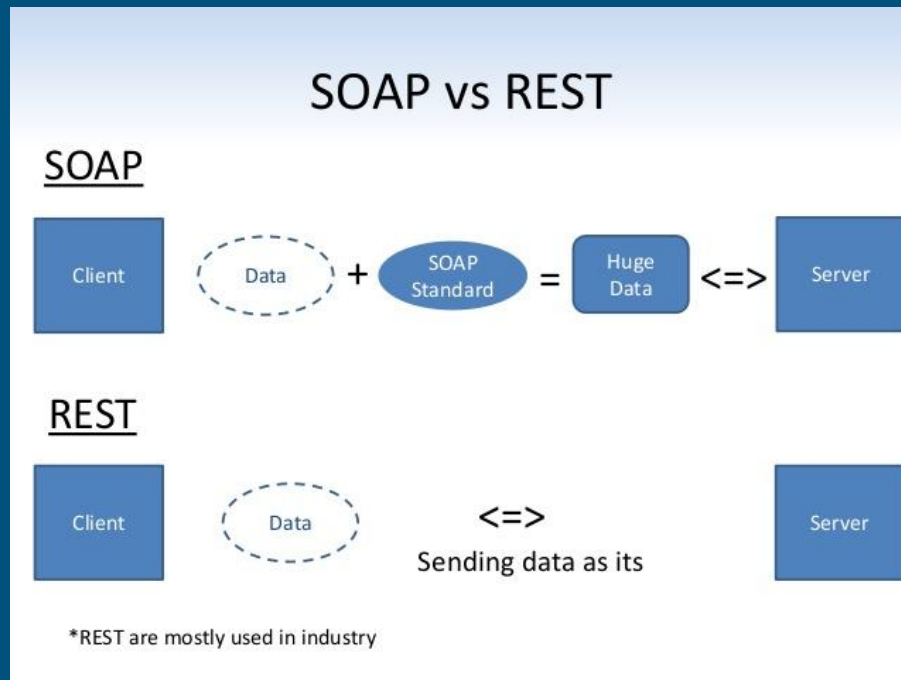 SOAP vs REST
SOAP
Client
Data
+
SOAP
Standard
=
Huge
Data
<=>
Server
REST
Client
Data
<=>
Sending data as its
Server
*REST are mostly used in industry